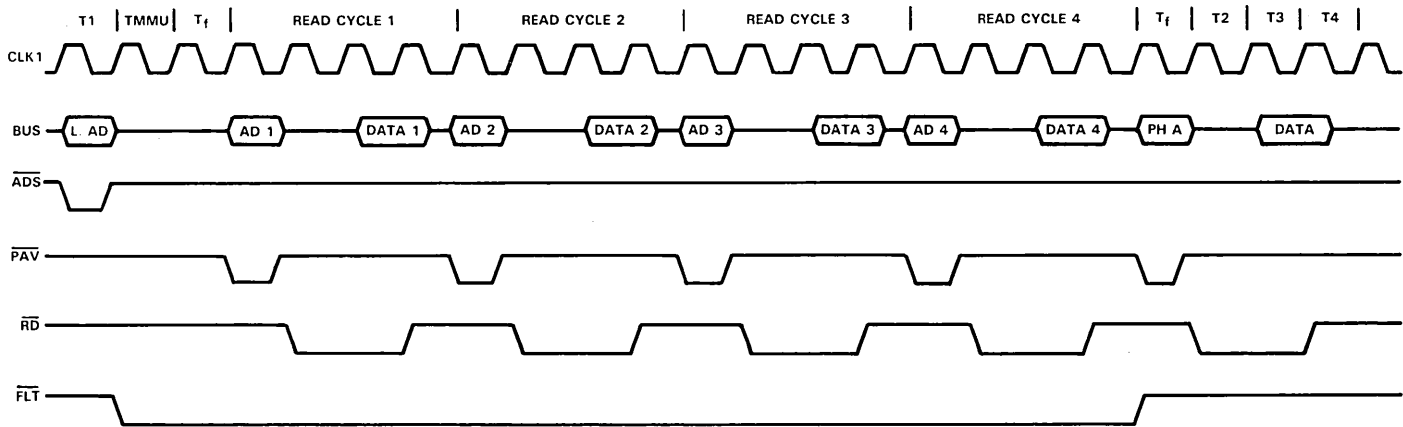 T1 | TMMU | Tf | READ CYCLE 1 | READ CYCLE 2 | READ CYCLE 3 | READ CYCLE 4 | Tf | T2 | T3 | T4 |
CLK1
BUS L. AD AD 1 DATA 1 AD 2 DATA 2 AD 3 DATA 3 AD 4 DATA 4 PH A DATA
ADS
PAV
RD
FLT